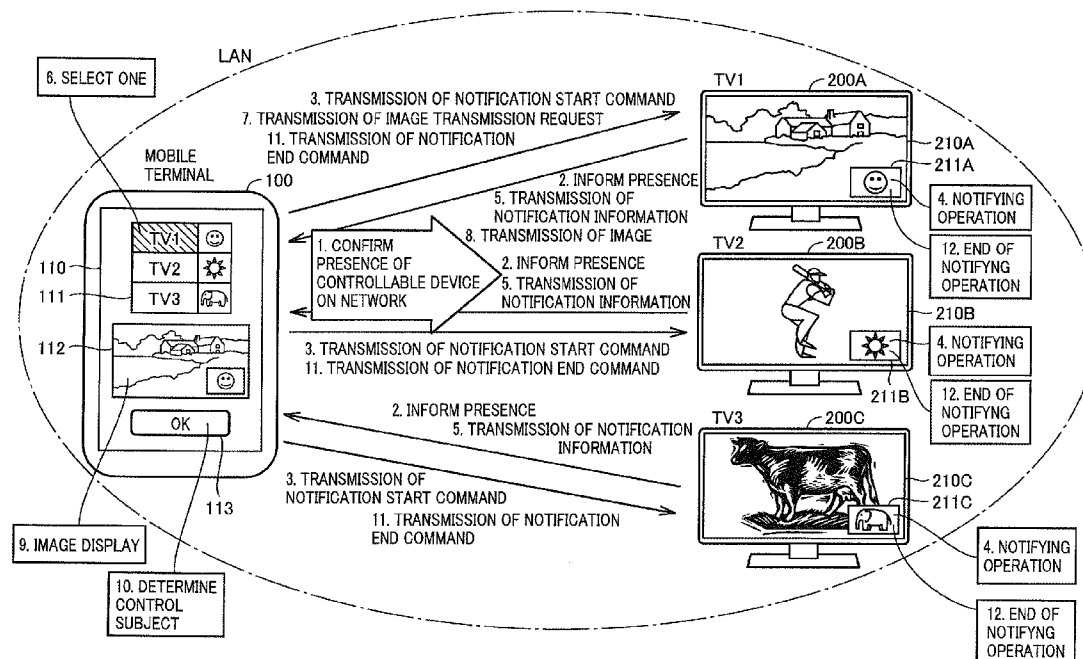 LAN
6. SELECT ONE
MOBILE
TERMINAL
100
110
111
112
TV1
TV2
TV3
OK
113
9. IMAGE DISPLAY
10. DETERMINE
CONTROL
SUBJECT
3. TRANSMISSION OF NOTIFICATION START COMMAND
7. TRANSMISSION OF IMAGE TRANSMISSION REQUEST
11. TRANSMISSION OF NOTIFICATION
END COMMAND
2. INFORM PRESENCE
5. TRANSMISSION OF
NOTIFICATION INFORMATION
8. TRANSMISSION OF IMAGE
1. CONFIRM
PRESENCE OF
CONTROLLABLE DEVICE
ON NETWORK
2. INFORM PRESENCE
5. TRANSMISSION OF
NOTIFICATION INFORMATION
3. TRANSMISSION OF NOTIFICATION START COMMAND
11. TRANSMISSION OF NOTIFICATION END COMMAND
2. INFORM PRESENCE
5. TRANSMISSION OF NOTIFICATION
INFORMATION
3. TRANSMISSION OF
NOTIFICATION START COMMAND
11. TRANSMISSION OF NOTIFICATION
END COMMAND
TV1
200A
210A
211A
4. NOTIFYING
OPERATION
12. END OF
NOTIFYNG
OPERATION
TV2
200B
210B
211B
4. NOTIFYING
OPERATION
12. END OF
NOTIFYNG
OPERATION
TV3
200C
210C
211C
4. NOTIFYING
OPERATION
12. END OF
NOTIFYNG
OPERATION